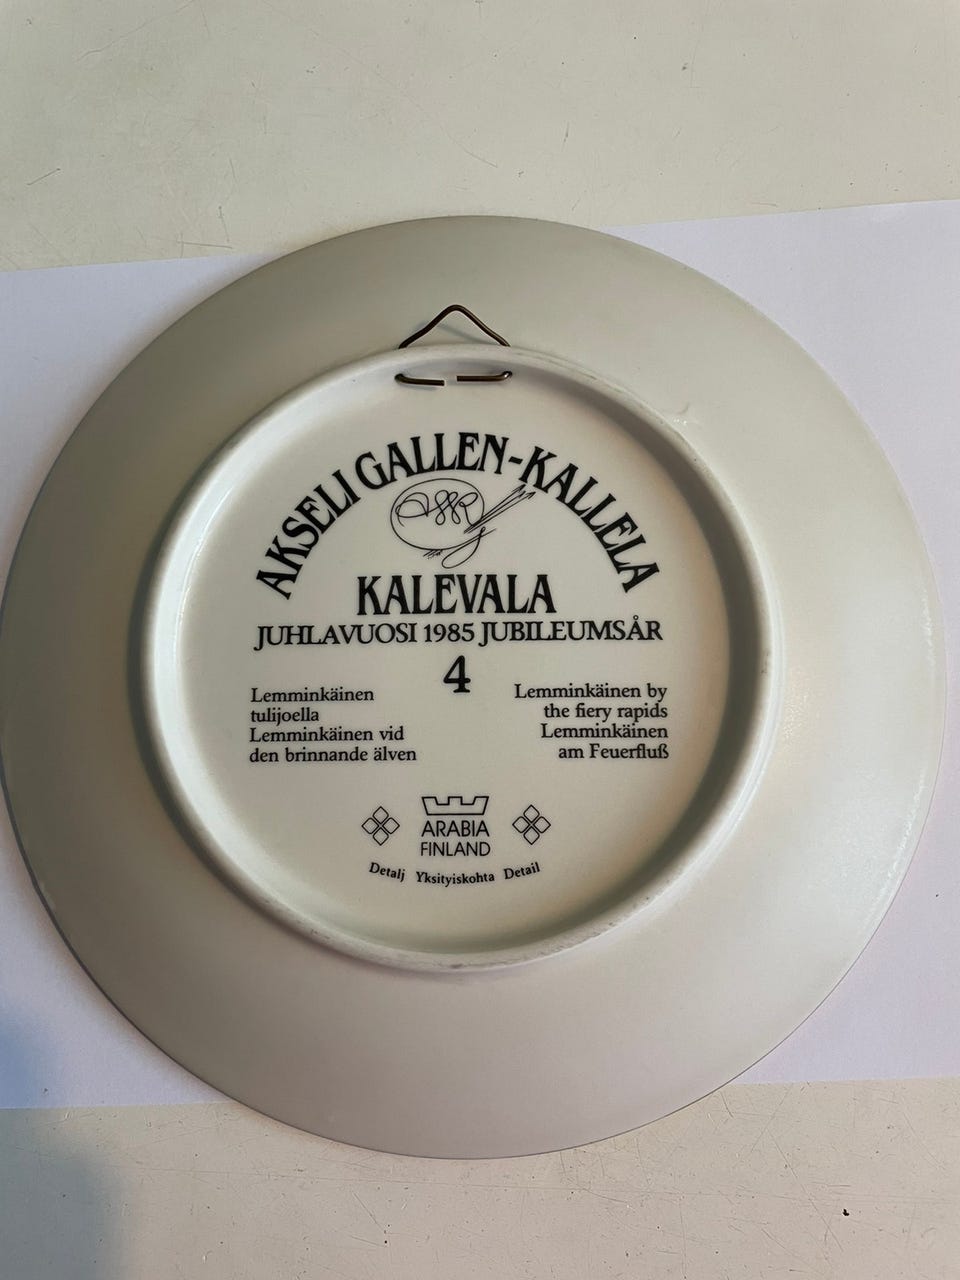 AKSELI GALLEN-KALLELA
KALEVALA
JUHLAVUOSI 1985 JUBILEUMSÅR
4
Lemminkäinen
tulijoella
Lemminkäinen vid
den brinnande älven
Lemminkäinen by
the fiery rapids
Lemminkäinen
am Feuerfluß
ARABIA
FINLAND
Detalj Yksityiskohta Detail